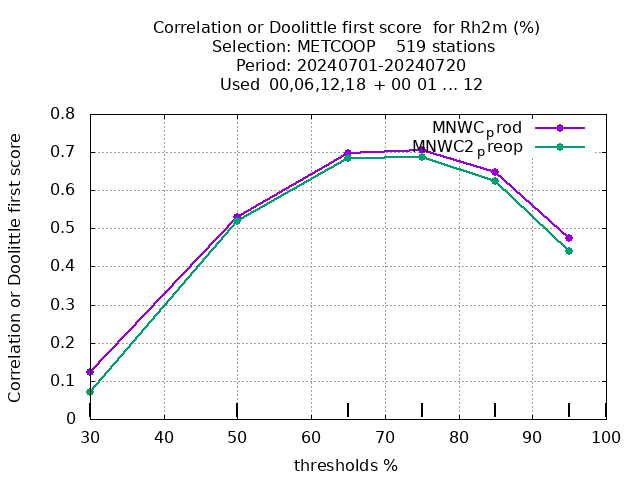 Correlation or Doolittle first score  for Rh2m (%)
Selection: METCOOP    519 stations
Period: 20240701-20240720
Used  00,06,12,18  + 00 01 ... 12
Correlation or Doolittle first score
0.8
0.7
0.6
0.5
0.4
0.3
0.2
0.1
0
MNWCprod
MNWC2preop
30 40 50 60 70 80 90 100
thresholds %